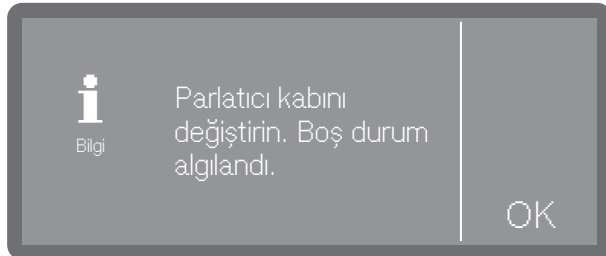 Bilgi
Parlatıcı kabını
değiştirin. Boş durum
algılandı.
OK